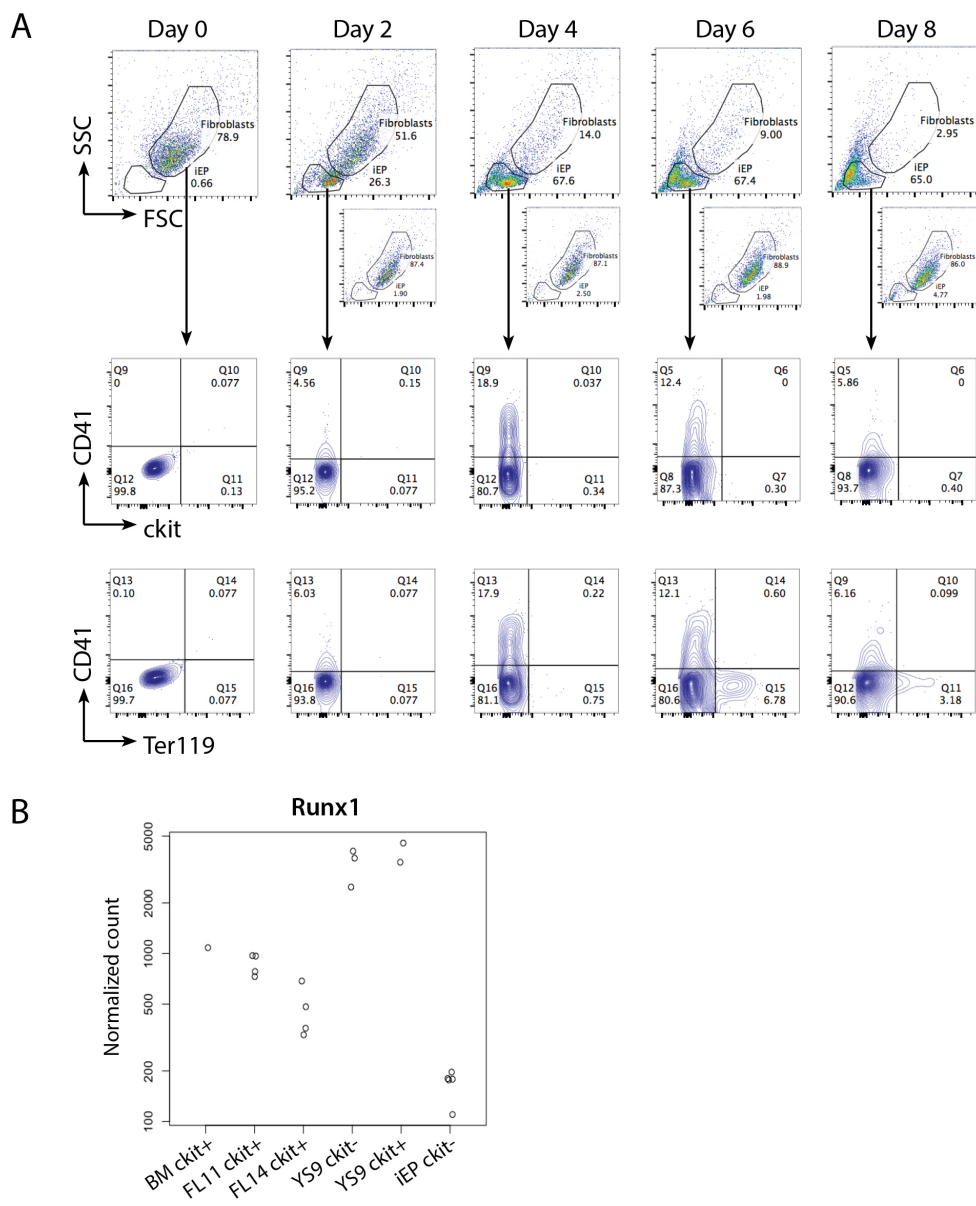 A
Day 0 Day 2 Day 4 Day 6 Day 8
SSC
FSC
Fibroblasts
78.9
iEP
0.66
Fibroblasts
51.6
iEP
26.3
Fibroblasts
14.0
iEP
67.6
Fibroblasts
9.00
iEP
67.4
Fibroblasts
2.95
iEP
65.0
Fibroblasts
87.4
iEP
1.90
Fibroblasts
87.1
iEP
2.50
Fibroblasts
88.9
iEP
1.98
Fibroblasts
86.0
iEP
4.77
CD41
ckit
Q9
0
Q10
0.077
Q12
99.8
Q11
0.13
Q9
4.56
Q10
0.15
Q12
95.2
Q11
0.077
Q9
18.9
Q10
0.037
Q12
80.7
Q11
0.34
Q5
12.4
Q6
0
Q8
87.3
Q7
0.30
Q5
5.86
Q6
0
Q8
93.7
Q7
0.40
CD41
Ter119
Q13
0.10
Q14
0.077
Q16
99.7
Q15
0.077
Q13
6.03
Q14
0.077
Q16
93.8
Q15
0.077
Q13
17.9
Q14
0.22
Q16
81.1
Q15
0.75
Q13
12.1
Q14
0.60
Q16
80.6
Q15
6.78
Q9
6.16
Q10
0.099
Q12
90.6
Q11
3.18
B
Runx1
Normalized count
5000
2000
1000
500
200
100
BM ckit+
FL11 ckit+
FL14 ckit+
YS9 ckit-
YS9 ckit+
iEP ckit-